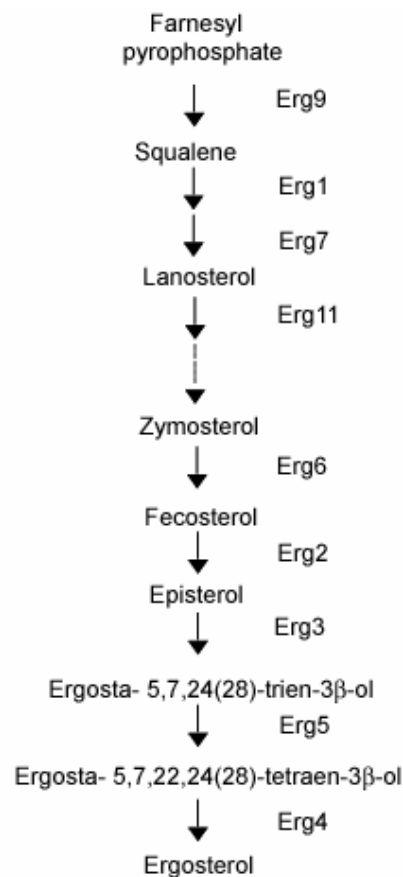 Farnesyl
pyrophosphate
Erg9
Squalene
Erg1
Erg7
Lanosterol
Erg11
Zymosterol
Erg6
Fecosterol
Erg2
Episterol
Erg3
Ergosta- 5,7,24(28)-trien-3β-ol
Erg5
Ergosta- 5,7,22,24(28)-tetraen-3β-ol
Erg4
Ergosterol